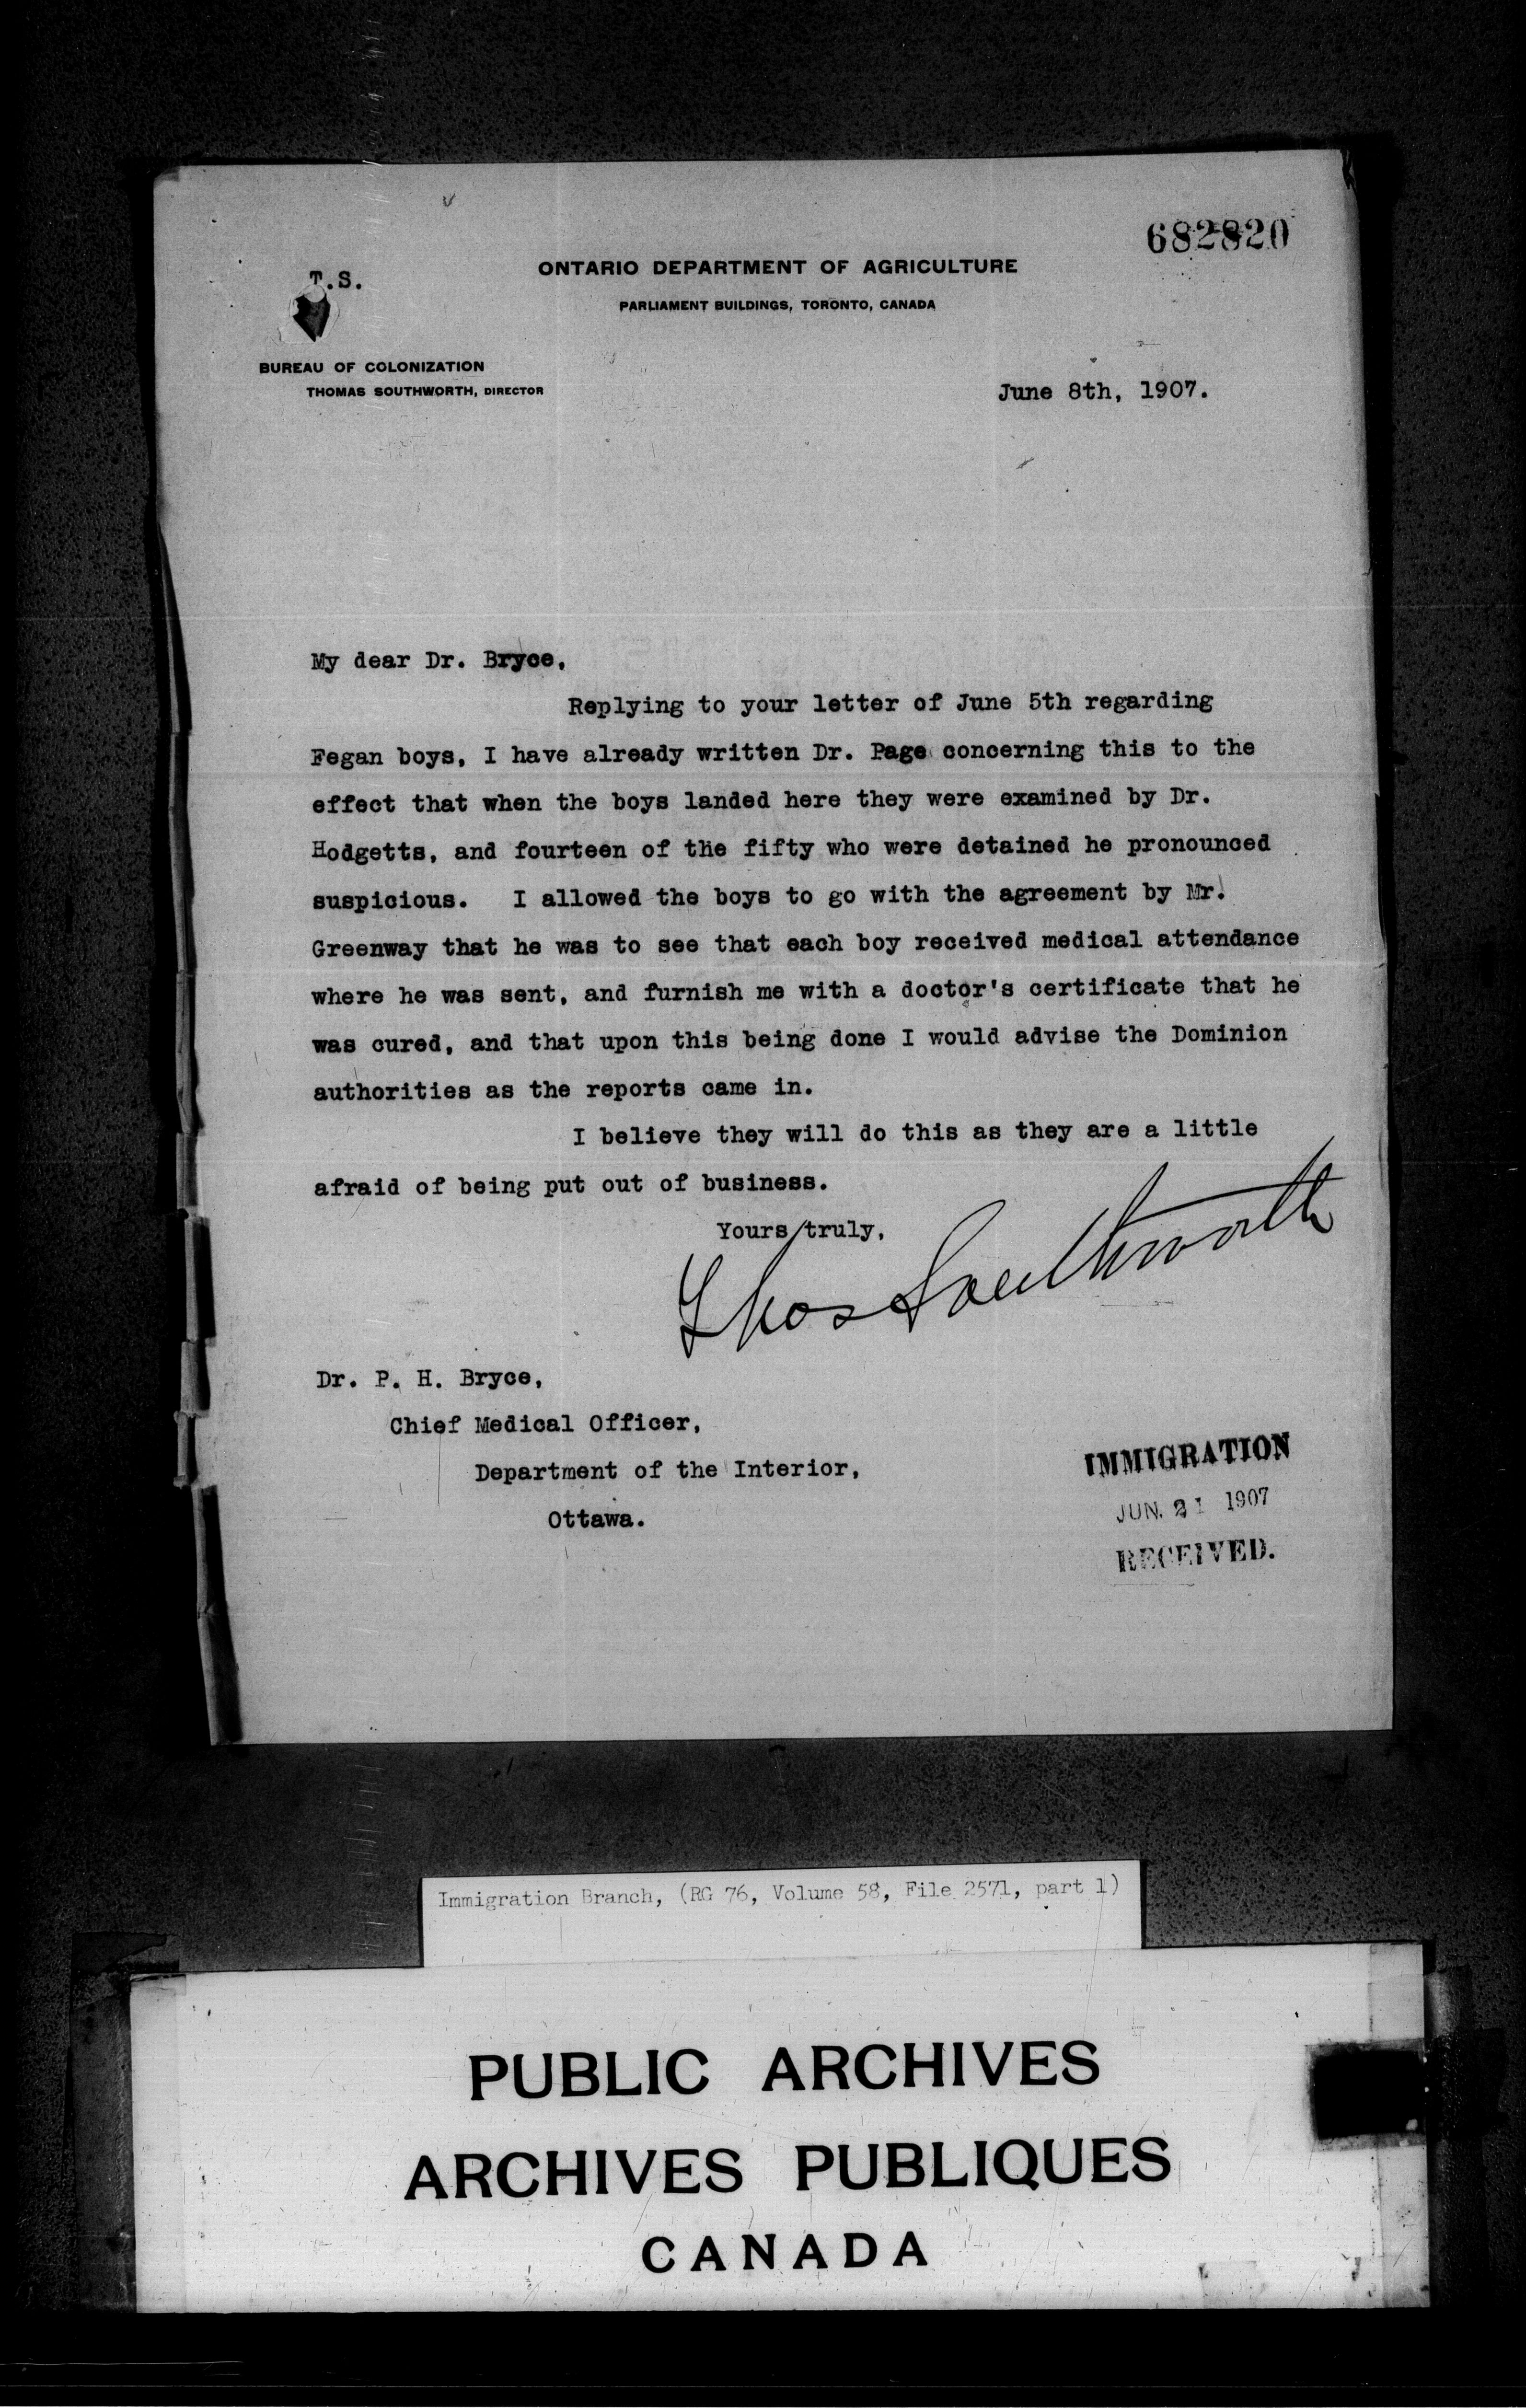 682820
T.S.
ONTARIO DEPARTMENT OF AGRICULTURE
PARLIAMENT BUILDINGS, TORONTO, CANADA
BUREAU OF COLONIZATION
THOMAS SOUTHWORTH, DIRECTOR
June 8th, 1907.
My dear Dr. Bryce,
Replying to your letter of June 5th regarding
Fegan boys, I have already written Dr. Page concerning this to the
effect that when the boys landed here they were examined by Dr.
Hodgetts, and fourteen of the fifty who were detained he pronounced
suspicious. I allowed the boys to go with the agreement by Mr.
Greenway that he was to see that each boy received medical attendance
where he was sent, and furnish me with a doctor's certificate that he
was cured, and that upon this being done I would advise the Dominion
authorities as the reports came in.
I believe they will do this as they are a little
afraid of being put out of business.
Yours truly,
Thos Southworth
Dr. P. H. Bryce,
Chief Medical Officer,
Department of the Interior,
Ottawa.
IMMIGRATION
JUN. 21 1907
RECEIVED.
Immigration Branch, (RG 76, Volume 58, File 2571, part 1)
PUBLIC ARCHIVES
ARCHIVES PUBLIQUES
CANADA